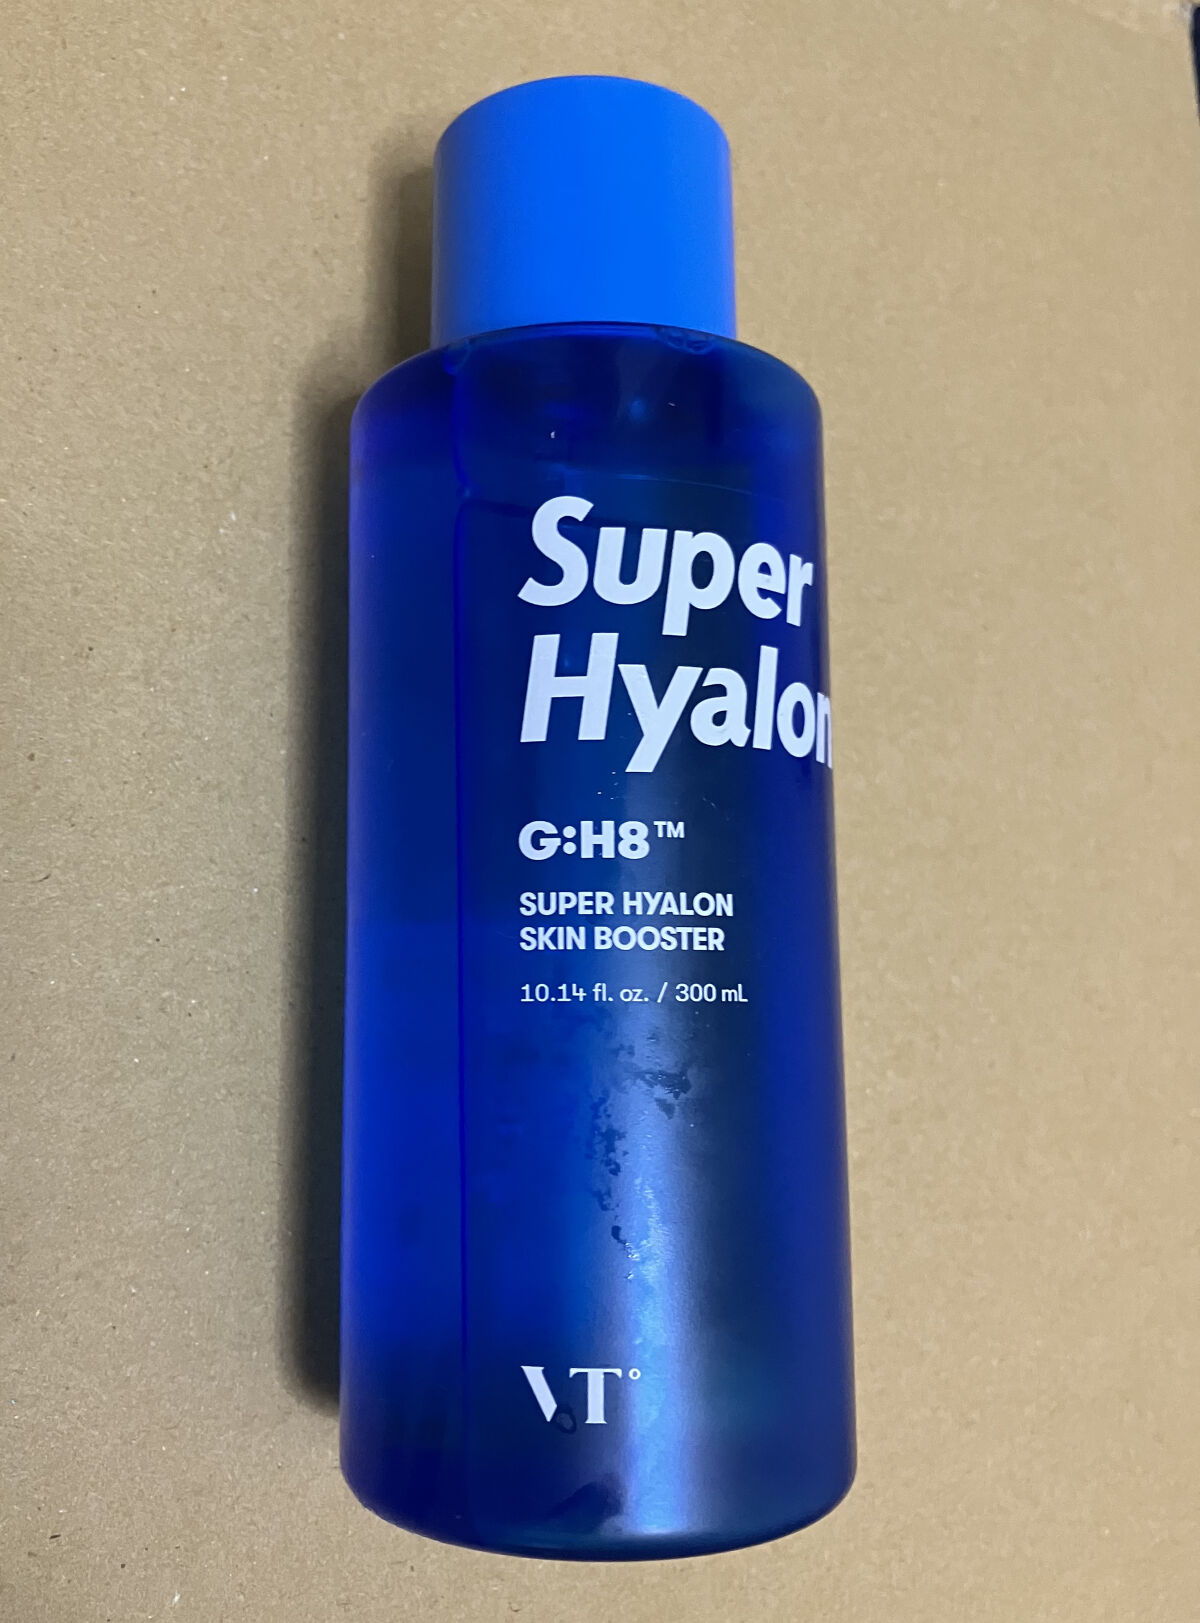 Super
Hyalon
G:H8™
SUPER HYALON
SKIN BOOSTER
10.14 fl. oz. / 300 mL
VT°